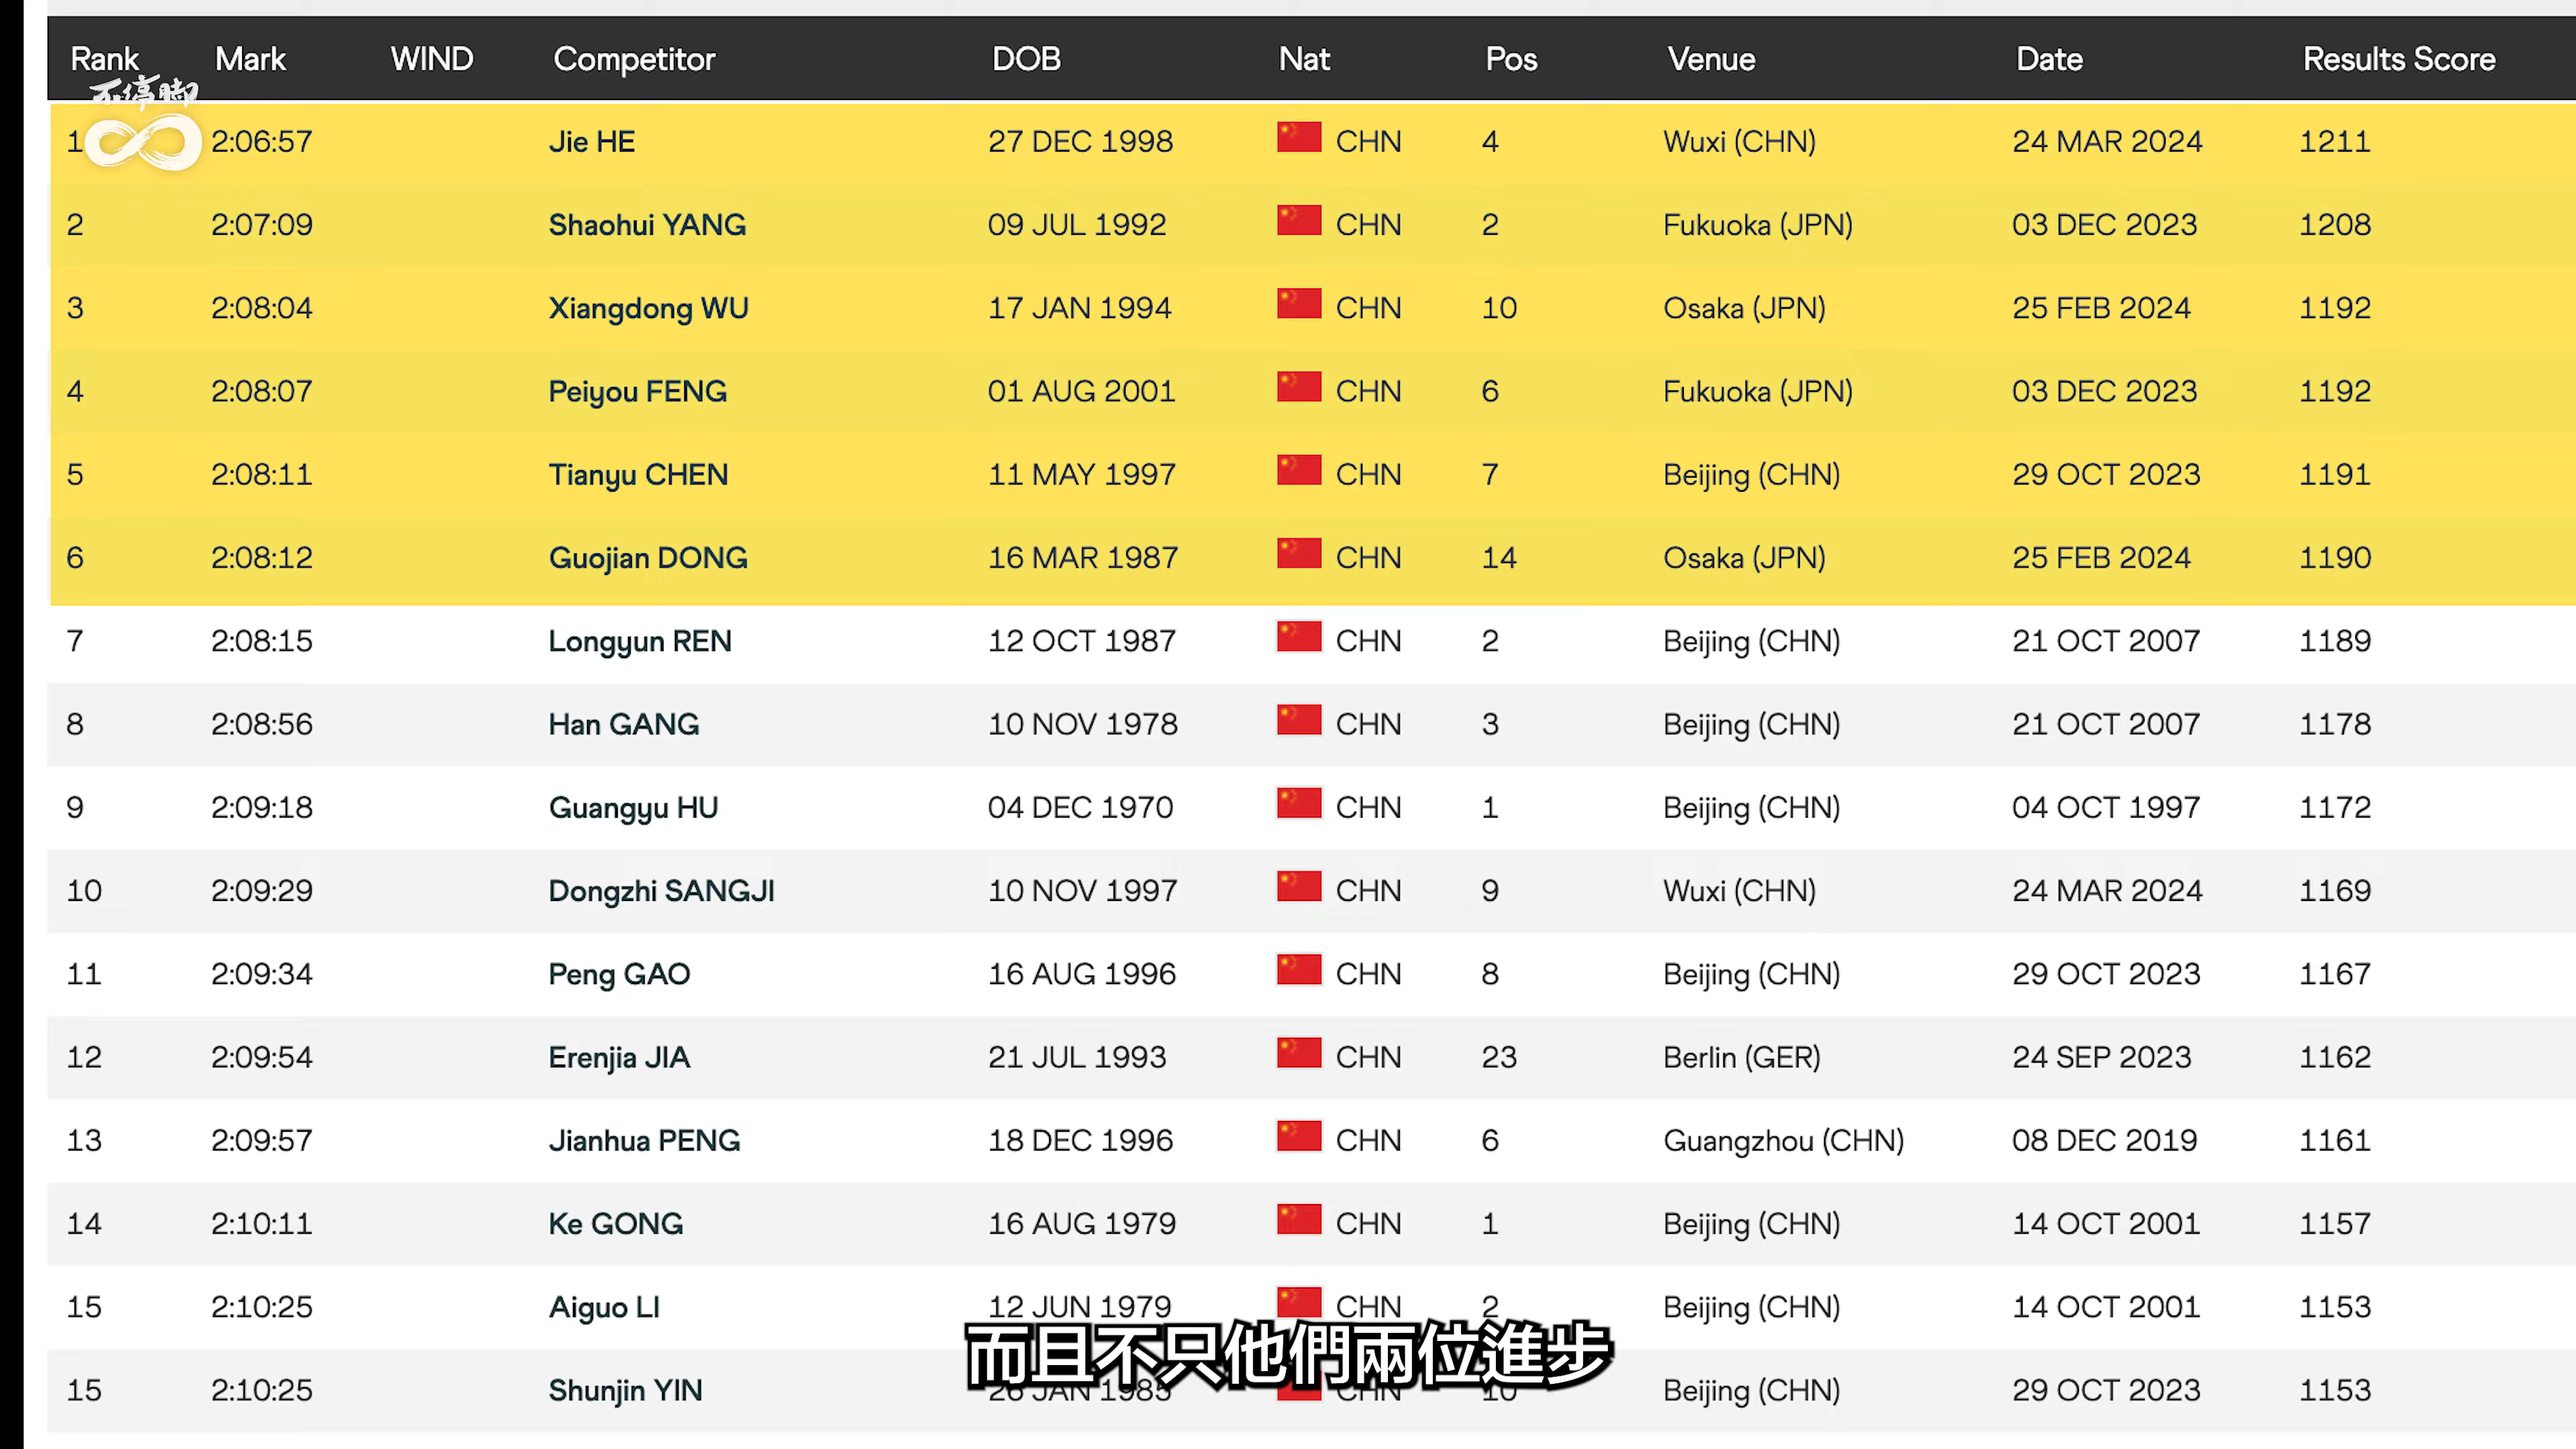 Rank Mark WIND Competitor DOB Nat Pos Venue Date Results Score
不停脚
1 2:06:57 Jie HE 27 DEC 1998 CHN 4 Wuxi (CHN) 24 MAR 2024 1211
2 2:07:09 Shaohui YANG 09 JUL 1992 CHN 2 Fukuoka (JPN) 03 DEC 2023 1208
3 2:08:04 Xiangdong WU 17 JAN 1994 CHN 10 Osaka (JPN) 25 FEB 2024 1192
4 2:08:07 Peiyou FENG 01 AUG 2001 CHN 6 Fukuoka (JPN) 03 DEC 2023 1192
5 2:08:11 Tianyu CHEN 11 MAY 1997 CHN 7 Beijing (CHN) 29 OCT 2023 1191
6 2:08:12 Guojian DONG 16 MAR 1987 CHN 14 Osaka (JPN) 25 FEB 2024 1190
7 2:08:15 Longyun REN 12 OCT 1987 CHN 2 Beijing (CHN) 21 OCT 2007 1189
8 2:08:56 Han GANG 10 NOV 1978 CHN 3 Beijing (CHN) 21 OCT 2007 1178
9 2:09:18 Guangyu HU 04 DEC 1970 CHN 1 Beijing (CHN) 04 OCT 1997 1172
10 2:09:29 Dongzhi SANGJI 10 NOV 1997 CHN 9 Wuxi (CHN) 24 MAR 2024 1169
11 2:09:34 Peng GAO 16 AUG 1996 CHN 8 Beijing (CHN) 29 OCT 2023 1167
12 2:09:54 Erenjia JIA 21 JUL 1993 CHN 23 Berlin (GER) 24 SEP 2023 1162
13 2:09:57 Jianhua PENG 18 DEC 1996 CHN 6 Guangzhou (CHN) 08 DEC 2019 1161
14 2:10:11 Ke GONG 16 AUG 1979 CHN 1 Beijing (CHN) 14 OCT 2001 1157
15 2:10:25 Aiguo LI 12 JUN 1979 CHN 2 Beijing (CHN) 14 OCT 2001 1153
而且不只他們兩位進步
15 2:10:25 Shunjin YIN 26 JAN 1985 CHN 10 Beijing (CHN) 29 OCT 2023 1153